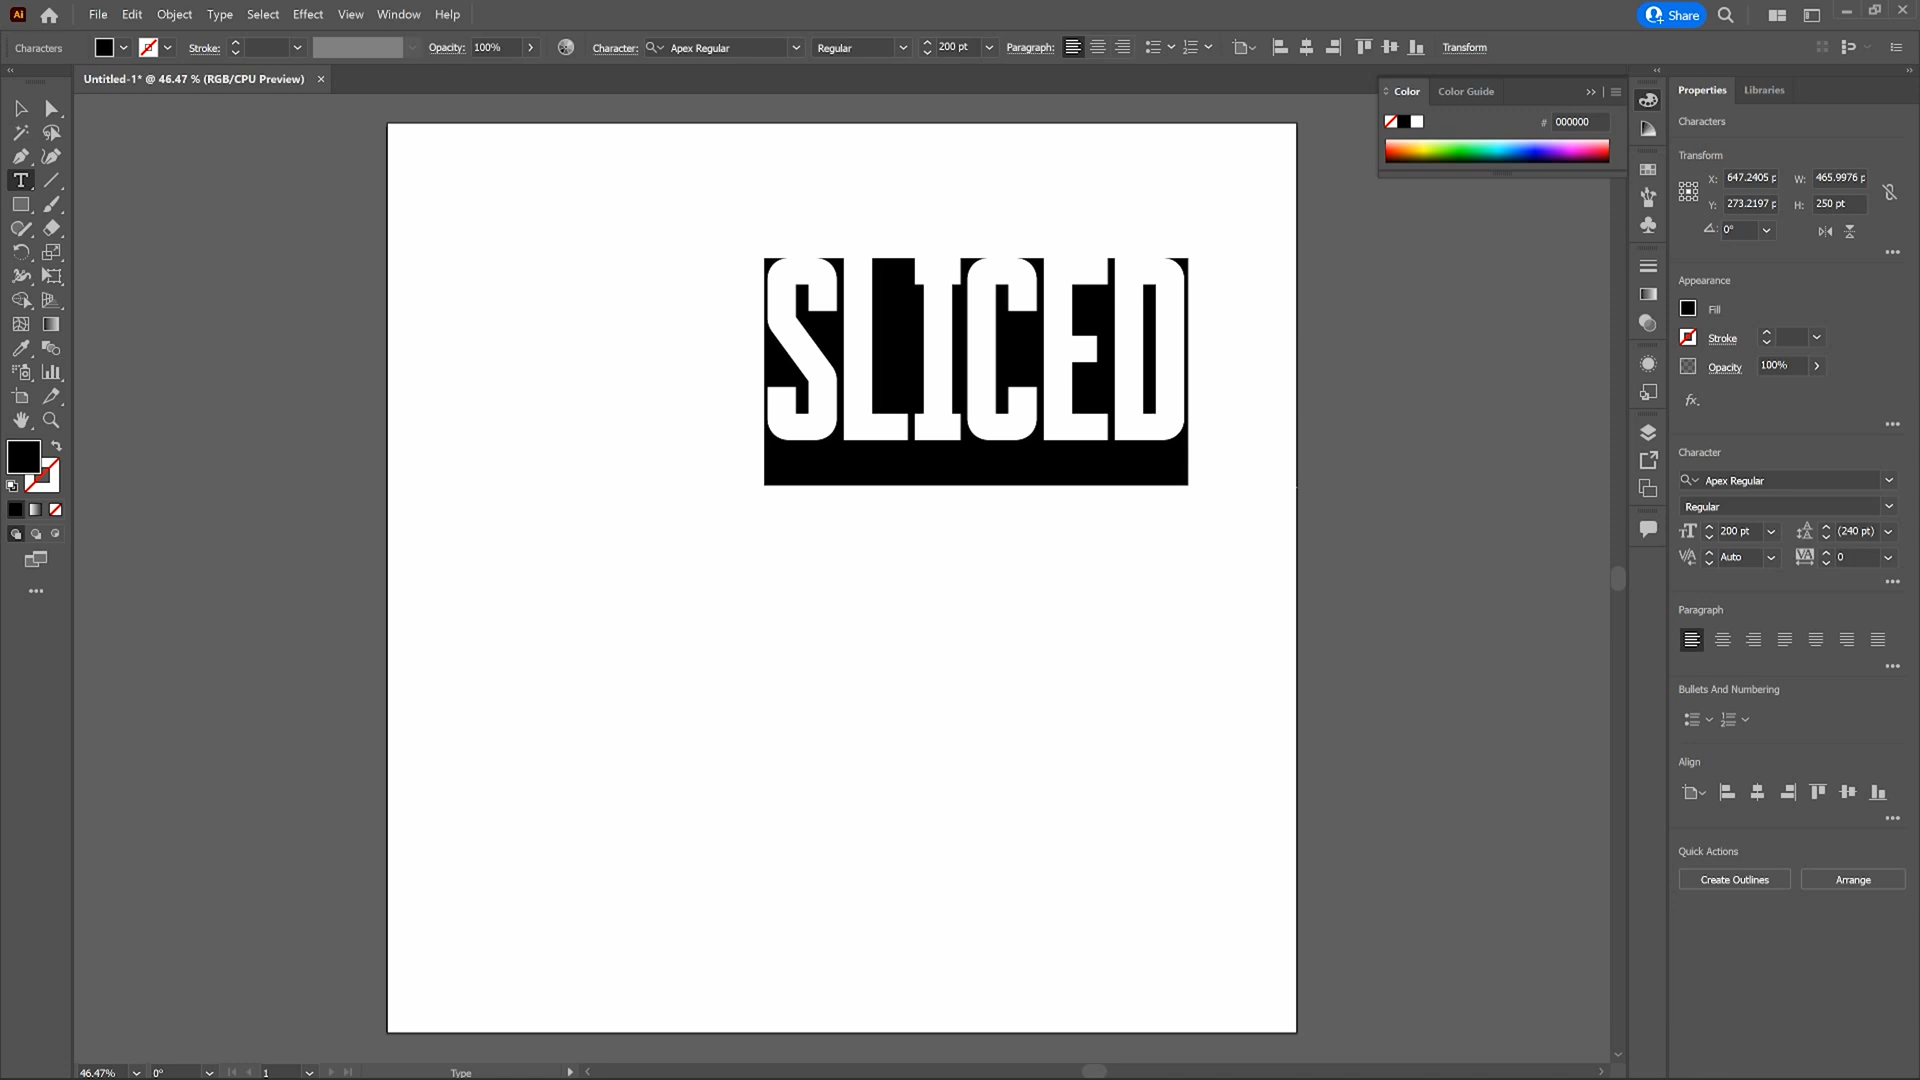 Ai File Edit Object Type Select Effect View Window Help Share
Characters Stroke: Opacity: 100% Character: Apex Regular Regular 200 pt Paragraph: Transform
Untitled-1* @ 46.47 % (RGB/CPU Preview) ×
Color Color Guide
# 000000
SLICED
Properties Libraries
Characters
Transform
X: 647.2405 p W: 465.9976 p
Y: 273.2197 p H: 250 pt
0°
Appearance
Fill
Stroke
Opacity 100%
fx.
Character
Apex Regular
Regular
200 pt (240 pt)
Auto 0
Paragraph
Bullets And Numbering
Align
Quick Actions
Create Outlines Arrange
46.47% 0° 1 Type